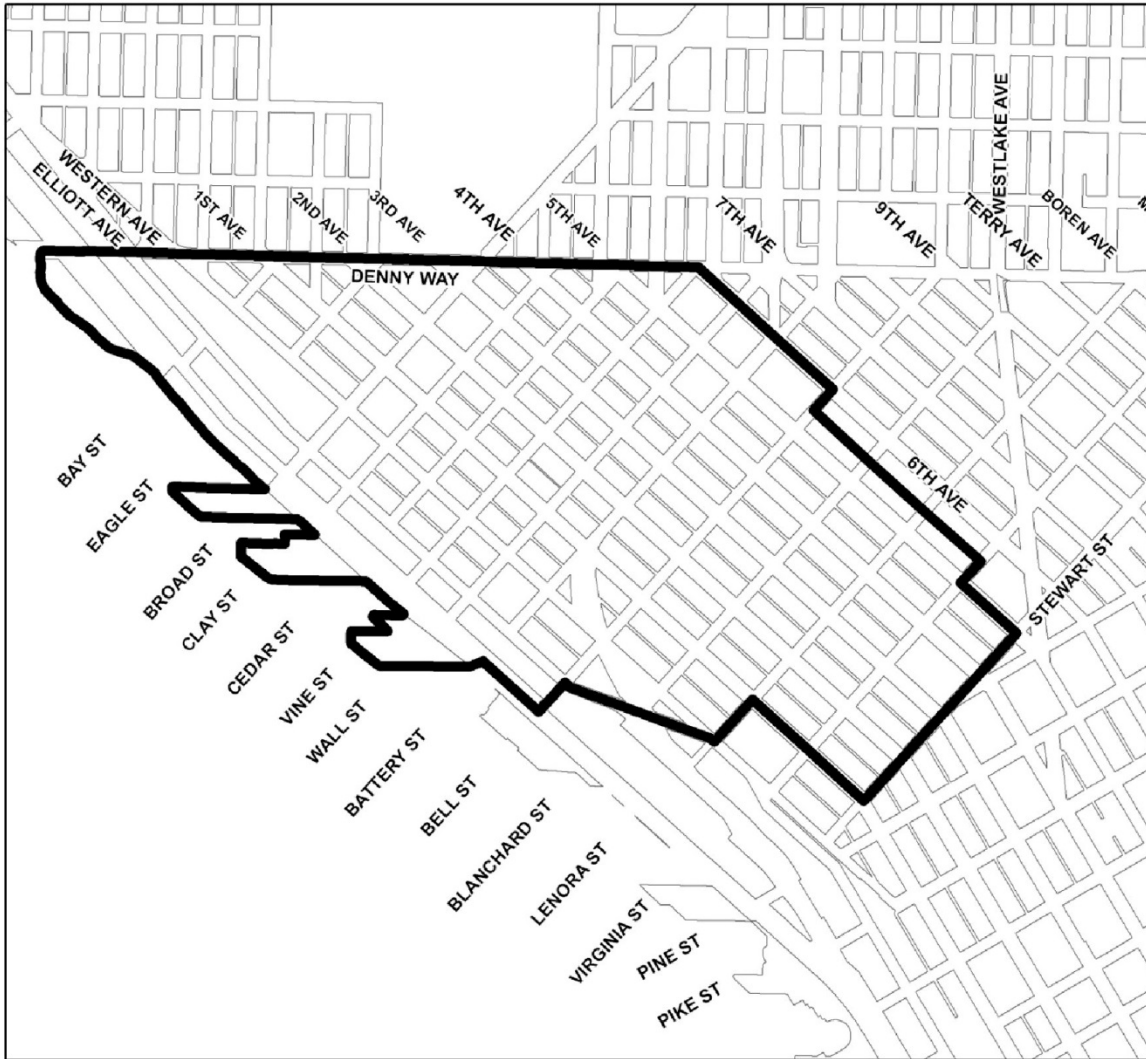 WESTLAKE AVE
WESTERN AVE
ELLIOTT AVE
1ST AVE
2ND AVE
3RD AVE
4TH AVE
5TH AVE
7TH AVE
9TH AVE
TERRY AVE
BOREN AVE
M
DENNY WAY
6TH AVE
STEWART ST
BAY ST
EAGLE ST
BROAD ST
CLAY ST
CEDAR ST
VINE ST
WALL ST
BATTERY ST
BELL ST
BLANCHARD ST
LENORA ST
VIRGINIA ST
PINE ST
PIKE ST